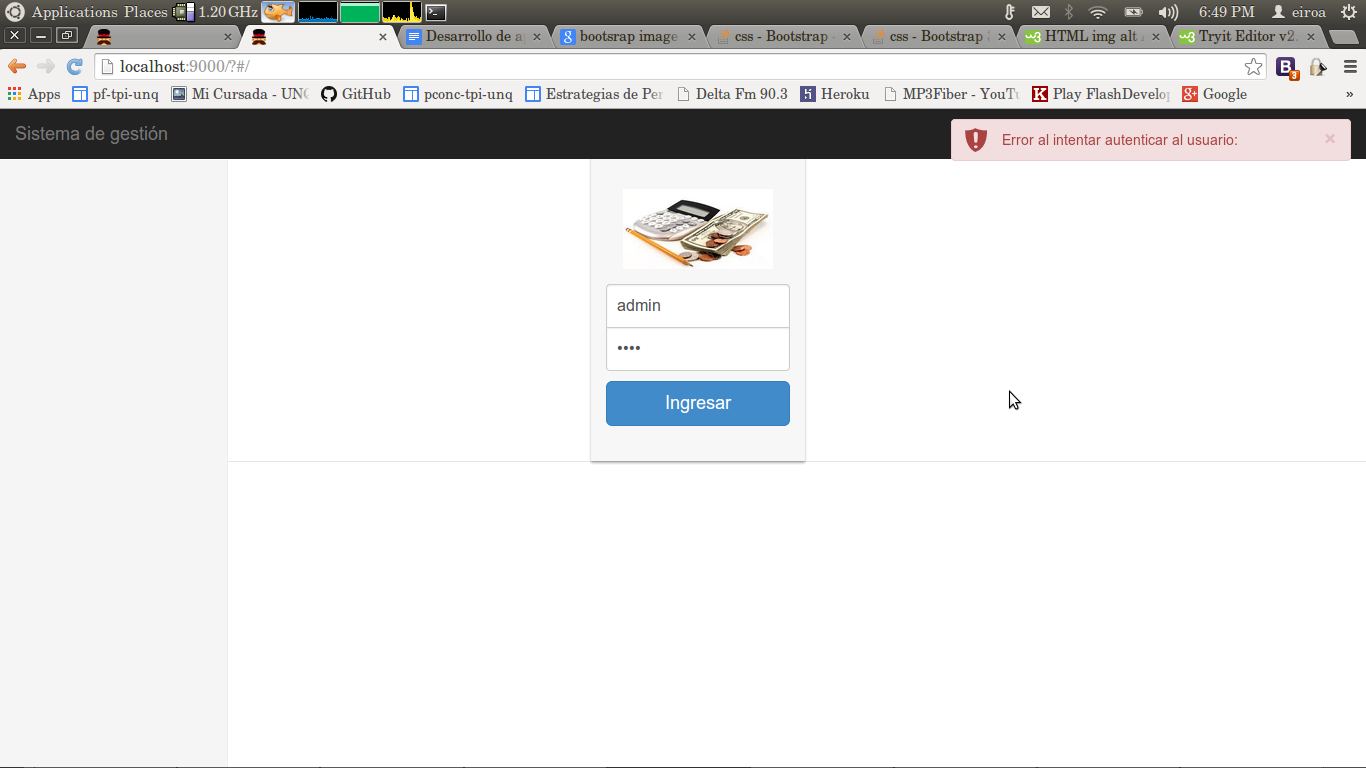 Applications Places 1.20 GHz 6:49 PM eiroa
Desarrollo de a bootsrap image css - Bootstrap - css - Bootstrap HTML img alt Tryit Editor v2.
localhost:9000/?#/
B 3
Apps pf-tpi-unq Mi Cursada - UN GitHub pconc-tpi-unq Estrategias de Per Delta Fm 90.3 Heroku MP3Fiber - YouT Play FlashDevelop Google »
Sistema de gestión
Error al intentar autenticar al usuario: ×
admin
••••
Ingresar